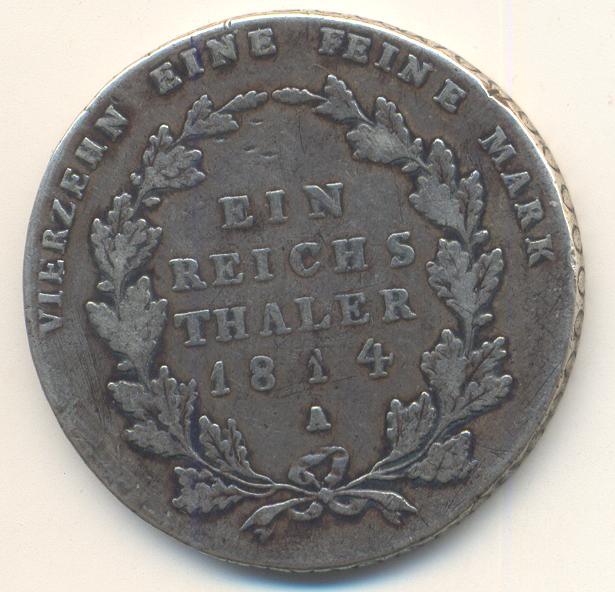 VIERZEHN EINE FEINE MARK
EIN
REICHS
THALER
1814
A